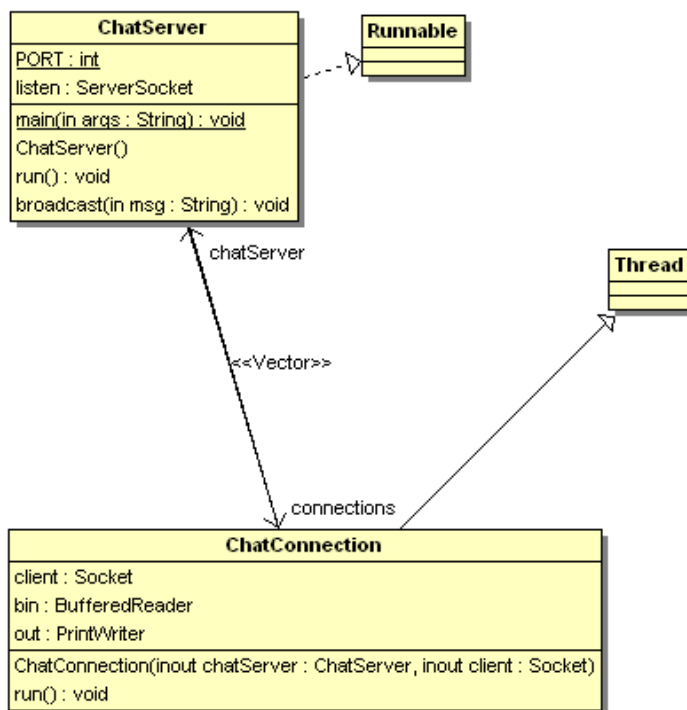 ChatServer
PORT : int
listen : ServerSocket
main(in args : String) : void
ChatServer()
run() : void
broadcast(in msg : String) : void
Runnable
chatServer
Thread
<<Vector>>
connections
ChatConnection
client : Socket
bin : BufferedReader
out : PrintWriter
ChatConnection(inout chatServer : ChatServer, inout client : Socket)
run() : void